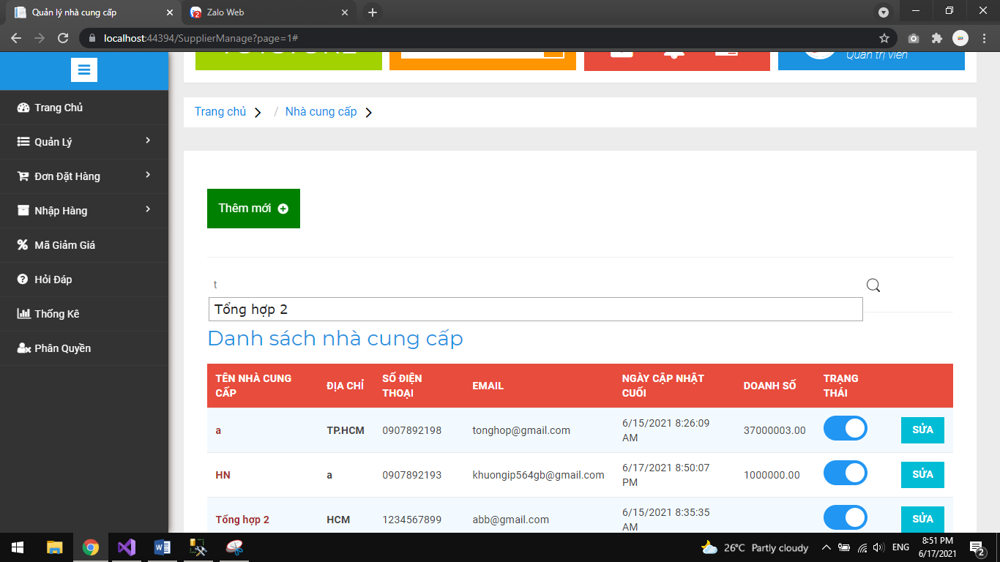 Quản lý nhà cung cấp
Zalo Web
localhost:44394/SupplierManage?page=1#
Quản trị viên
Trang Chủ
Quản Lý
Đơn Đặt Hàng
Nhập Hàng
Mã Giảm Giá
Hỏi Đáp
Thống Kê
Phân Quyền
Trang chủ / Nhà cung cấp
Thêm mới
t
Tổng hợp 2
Danh sách nhà cung cấp
TÊN NHÀ CUNG CẤP ĐỊA CHỈ SỐ ĐIỆN THOẠI EMAIL NGÀY CẬP NHẬT CUỐI DOANH SỐ TRẠNG THÁI
a TP.HCM 0907892198 tonghop@gmail.com 6/15/2021 8:26:09 AM 37000003.00 SỬA
HN a 0907892193 khuongip564gb@gmail.com 6/17/2021 8:50:07 PM 1000000.00 SỬA
Tổng hợp 2 HCM 1234567899 abb@gmail.com 6/15/2021 8:35:35 AM SỬA
26°C Partly cloudy ENG 8:51 PM
6/17/2021 2